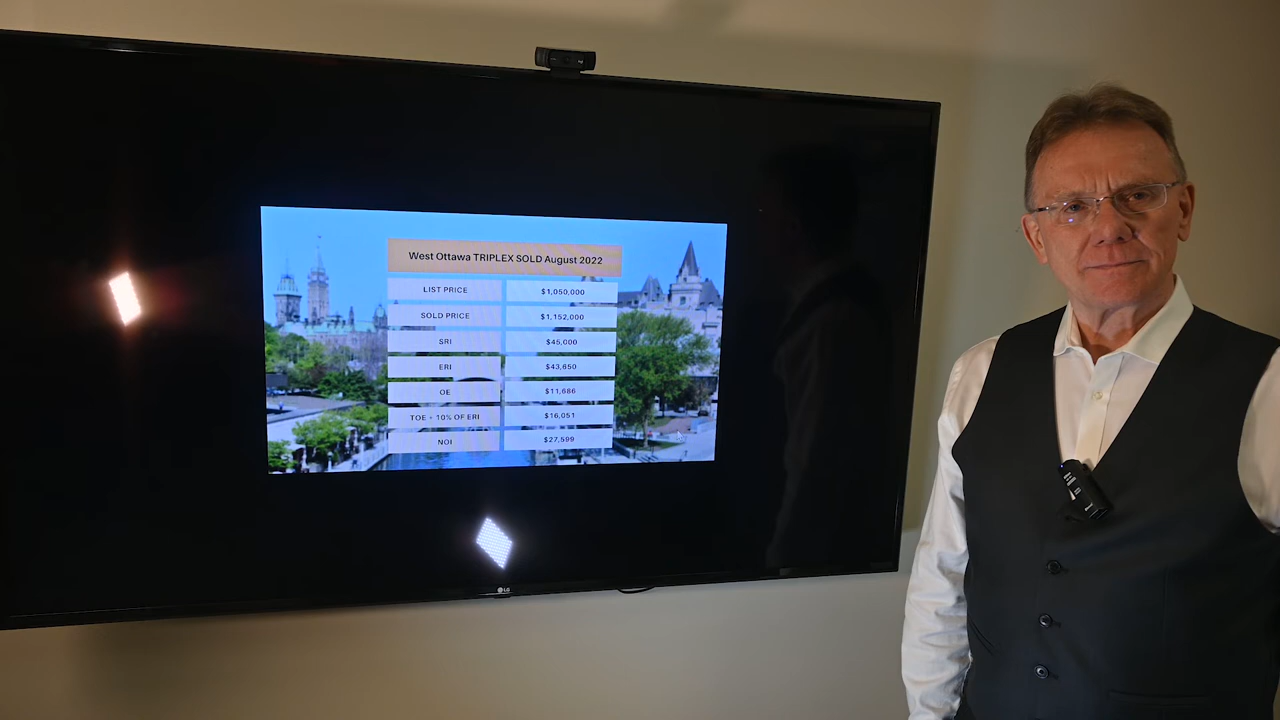 West Ottawa TRIPLEX SOLD August 2022
LIST PRICE $1,050,000
SOLD PRICE $1,152,000
SRI $45,000
ERI $43,650
OE $11,686
TOE + 10% OF ERI $16,051
NOI $27,599
LG